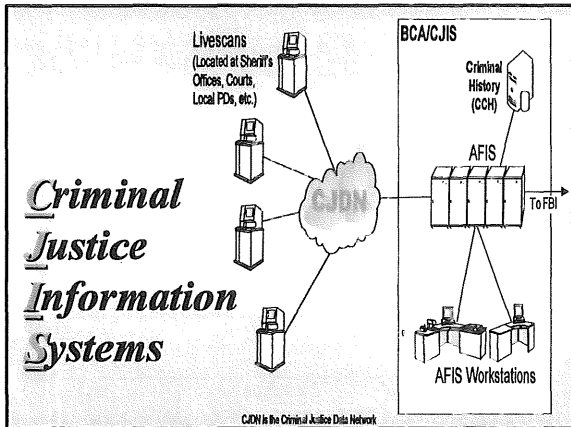 Livescans
(Located at Sheriff's
Offices, Courts,
Local PDs, etc.)
BCA/CJIS
Criminal
History
(CCH)
AFIS
CJDN
To FBI
Criminal
Justice
Information
Systems
AFIS Workstations
CJDN is the Criminal Justice Data Network